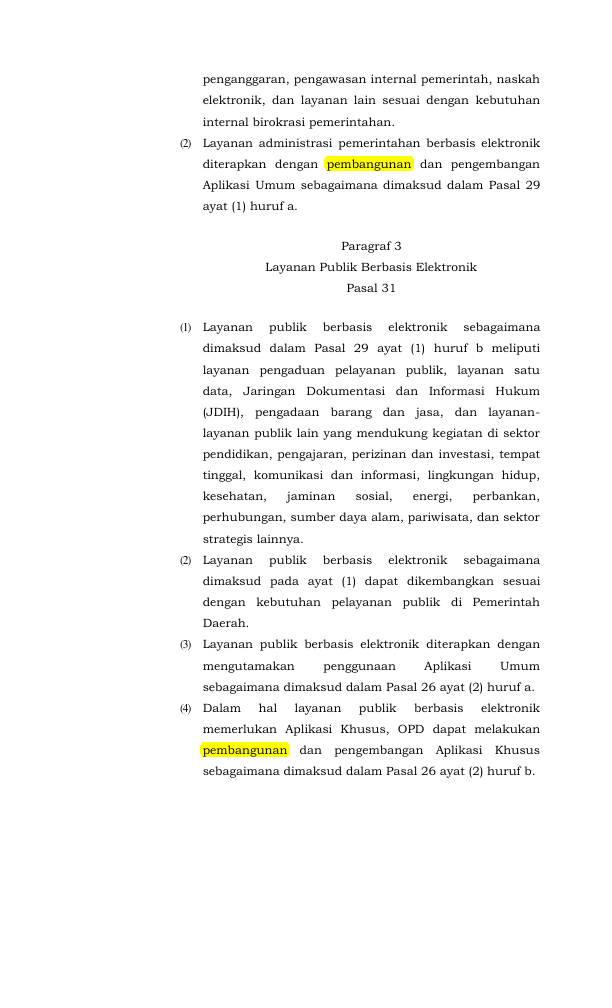 penganggaran, pengawasan internal pemerintah, naskah
elektronik, dan layanan lain sesuai dengan kebutuhan
internal birokrasi pemerintahan.
(2) Layanan administrasi pemerintahan berbasis elektronik
diterapkan dengan pembangunan dan pengembangan
Aplikasi Umum sebagaimana dimaksud dalam Pasal 29
ayat (1) huruf a.
Paragraf 3
Layanan Publik Berbasis Elektronik
Pasal 31
(1) Layanan publik berbasis elektronik sebagaimana
dimaksud dalam Pasal 29 ayat (1) huruf b meliputi
layanan pengaduan pelayanan publik, layanan satu
data, Jaringan Dokumentasi dan Informasi Hukum
(JDIH), pengadaan barang dan jasa, dan layanan-
layanan publik lain yang mendukung kegiatan di sektor
pendidikan, pengajaran, perizinan dan investasi, tempat
tinggal, komunikasi dan informasi, lingkungan hidup,
kesehatan, jaminan sosial, energi, perbankan,
perhubungan, sumber daya alam, pariwisata, dan sektor
strategis lainnya.
(2) Layanan publik berbasis elektronik sebagaimana
dimaksud pada ayat (1) dapat dikembangkan sesuai
dengan kebutuhan pelayanan publik di Pemerintah
Daerah.
(3) Layanan publik berbasis elektronik diterapkan dengan
mengutamakan penggunaan Aplikasi Umum
sebagaimana dimaksud dalam Pasal 26 ayat (2) huruf a.
(4) Dalam hal layanan publik berbasis elektronik
memerlukan Aplikasi Khusus, OPD dapat melakukan
pembangunan dan pengembangan Aplikasi Khusus
sebagaimana dimaksud dalam Pasal 26 ayat (2) huruf b.